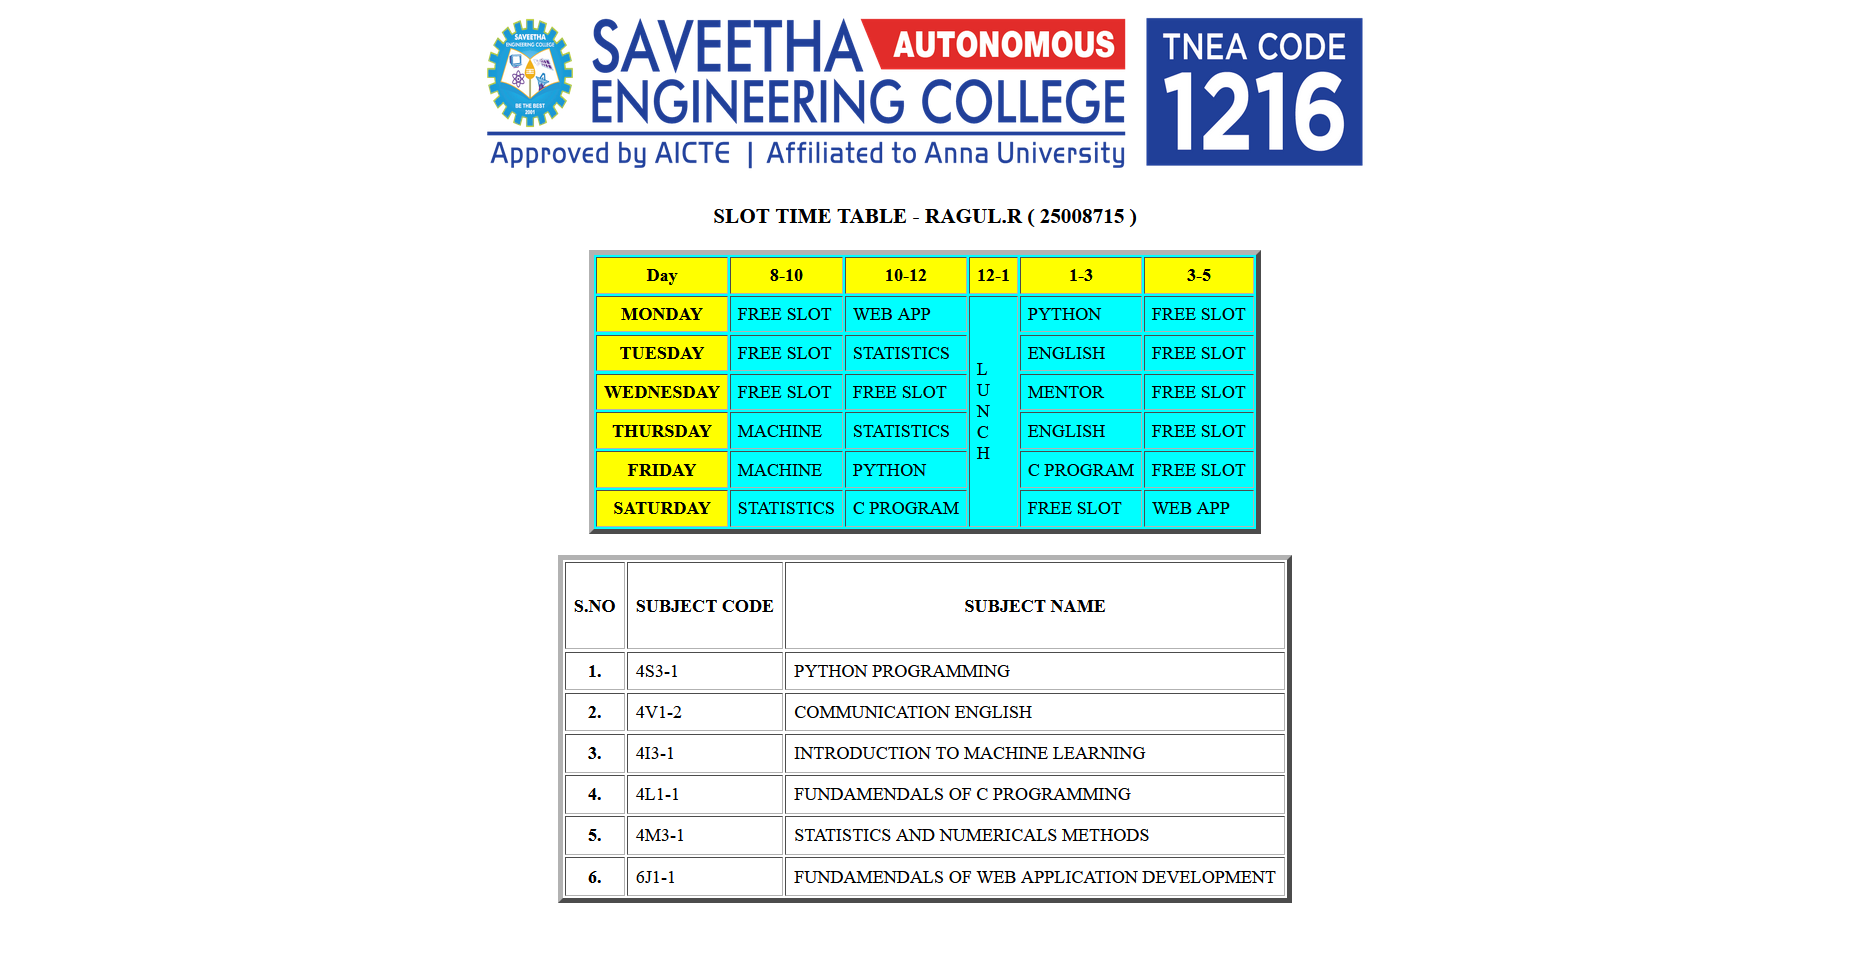 SAVEETHA
ENGINEERING COLLEGE
BE THE BEST
2001
SAVEETHA AUTONOMOUS
ENGINEERING COLLEGE
Approved by AICTE | Affiliated to Anna University
TNEA CODE
1216
SLOT TIME TABLE - RAGUL.R ( 25008715 )
Day 8-10 10-12 12-1 1-3 3-5
MONDAY FREE SLOT WEB APP PYTHON FREE SLOT
TUESDAY FREE SLOT STATISTICS ENGLISH FREE SLOT
WEDNESDAY FREE SLOT FREE SLOT MENTOR FREE SLOT
THURSDAY MACHINE STATISTICS ENGLISH FREE SLOT
FRIDAY MACHINE PYTHON C PROGRAM FREE SLOT
SATURDAY STATISTICS C PROGRAM FREE SLOT WEB APP
L
U
N
C
H
S.NO SUBJECT CODE SUBJECT NAME
1. 4S3-1 PYTHON PROGRAMMING
2. 4V1-2 COMMUNICATION ENGLISH
3. 4I3-1 INTRODUCTION TO MACHINE LEARNING
4. 4L1-1 FUNDAMENDALS OF C PROGRAMMING
5. 4M3-1 STATISTICS AND NUMERICALS METHODS
6. 6J1-1 FUNDAMENDALS OF WEB APPLICATION DEVELOPMENT